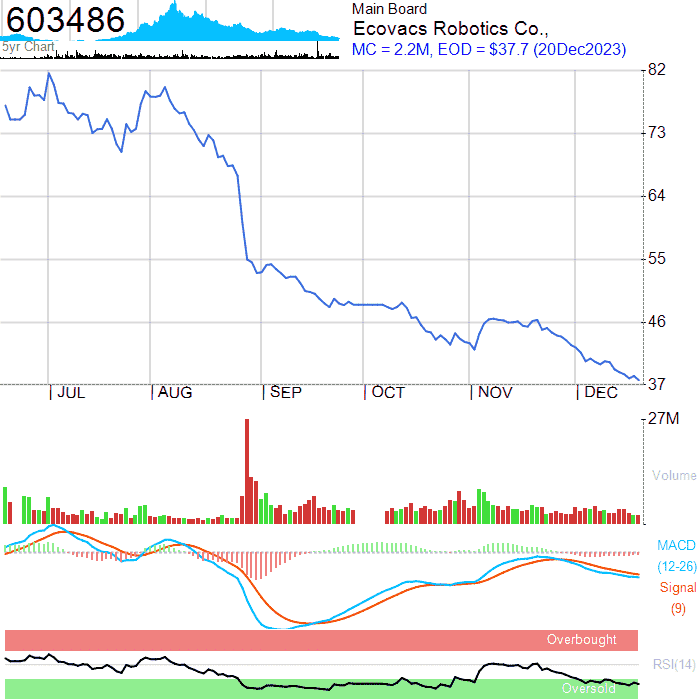 603486
5yr Chart
Main Board
Ecovacs Robotics Co.,
MC = 2.2M, EOD = $37.7 (20Dec2023)
82
73
64
55
46
37
JUL
AUG
SEP
OCT
NOV
DEC
27M
Volume
MACD
(12-26)
Signal
(9)
Overbought
RSI(14)
Oversold